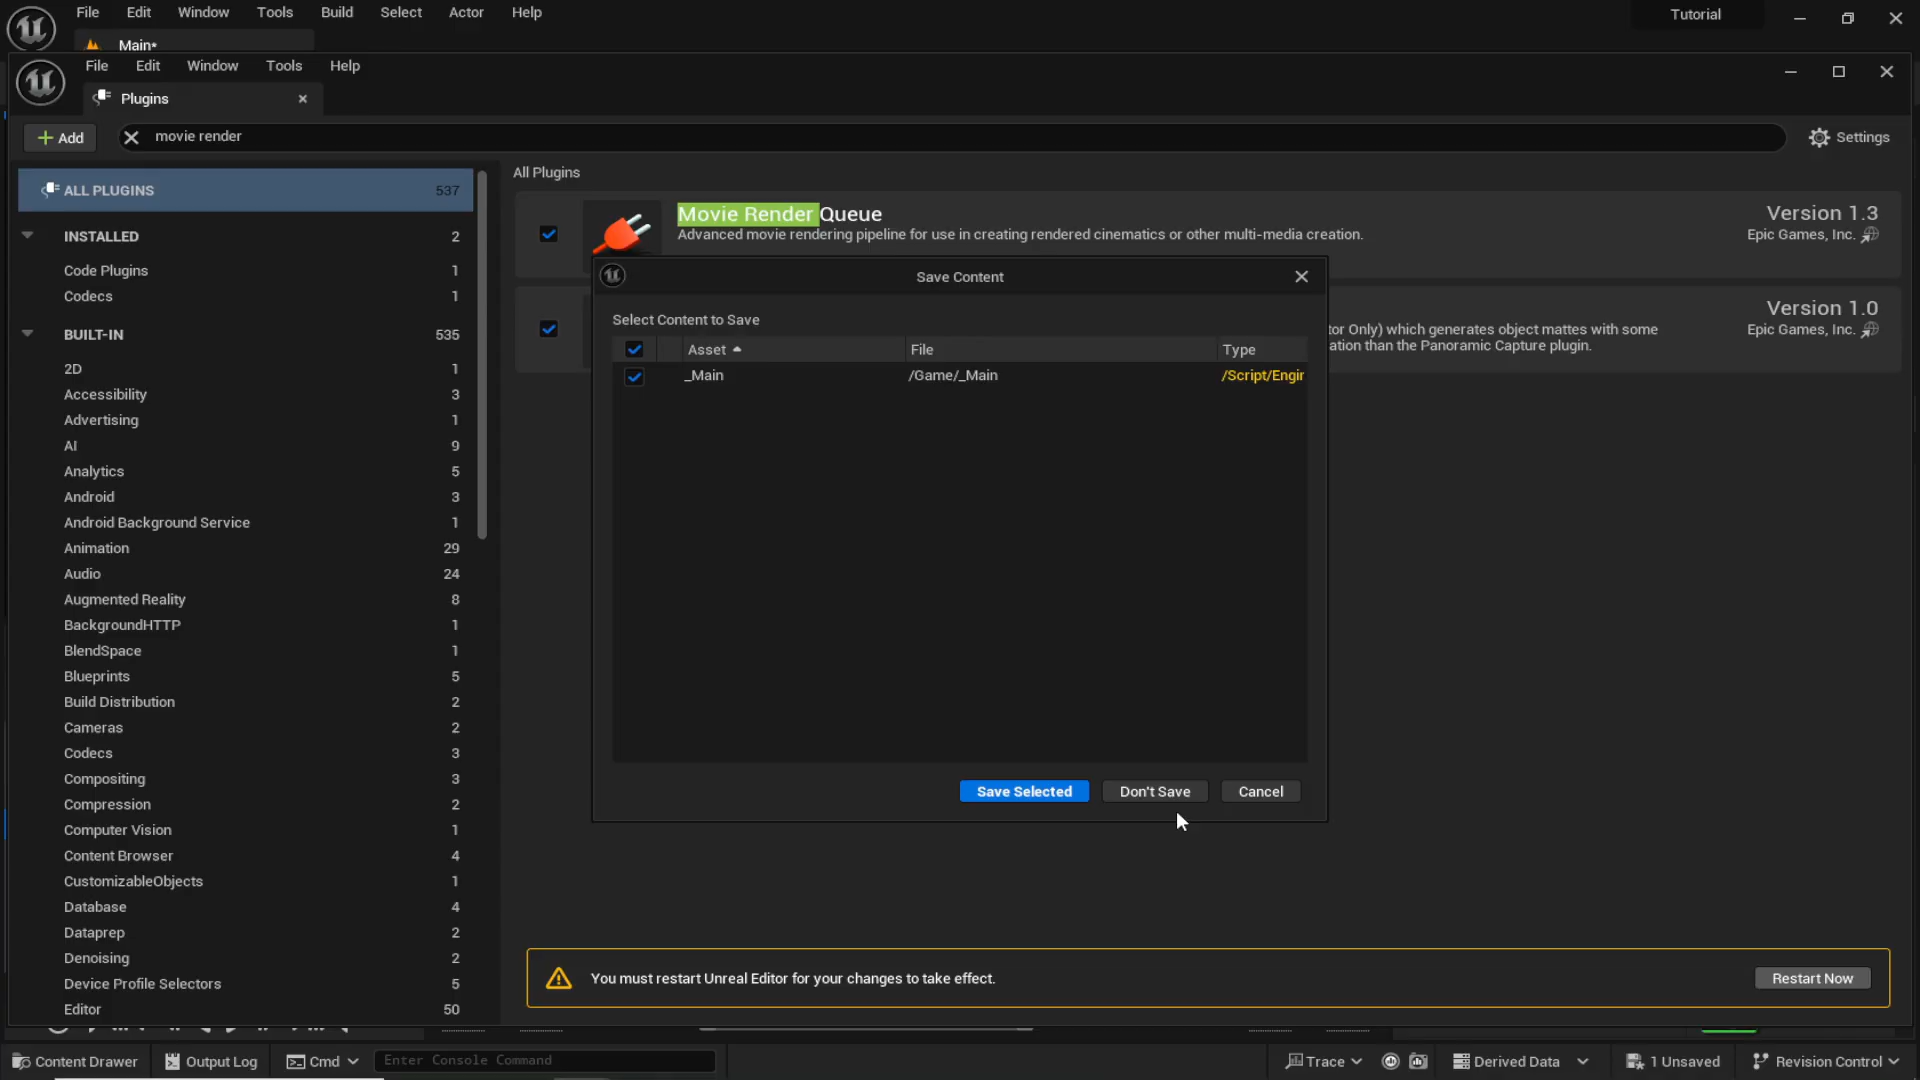 File Edit Window Tools Build Select Actor Help
Tutorial
Main*
File Edit Window Tools Help
Plugins
Add
movie render
Settings
ALL PLUGINS 537
INSTALLED 2
Code Plugins 1
Codecs 1
BUILT-IN 535
2D 1
Accessibility 3
Advertising 1
AI 9
Analytics 5
Android 3
Android Background Service 1
Animation 29
Audio 24
Augmented Reality 8
BackgroundHTTP 1
BlendSpace 1
Blueprints 5
Build Distribution 2
Cameras 2
Codecs 3
Compositing 3
Compression 2
Computer Vision 1
Content Browser 4
CustomizableObjects 1
Database 4
Dataprep 2
Denoising 2
Device Profile Selectors 5
Editor 50
All Plugins
Movie Render Queue
Advanced movie rendering pipeline for use in creating rendered cinematics or other multi-media creation.
Version 1.3
Epic Games, Inc.
Version 1.0
tor Only) which generates object mattes with some
Epic Games, Inc.
ation than the Panoramic Capture plugin.
Save Content
Select Content to Save
Asset File Type
_Main /Game/_Main /Script/Engir
Save Selected Don't Save Cancel
You must restart Unreal Editor for your changes to take effect.
Restart Now
Content Drawer Output Log Cmd Enter Console Command Trace Derived Data 1 Unsaved Revision Control